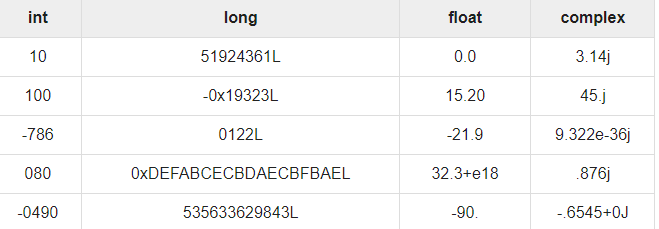 int long float complex
10 51924361L 0.0 3.14j
100 -0x19323L 15.20 45.j
-786 0122L -21.9 9.322e-36j
080 0xDEFABCECBDAECBFBAEL 32.3+e18 .876j
-0490 535633629843L -90. -.6545+0J